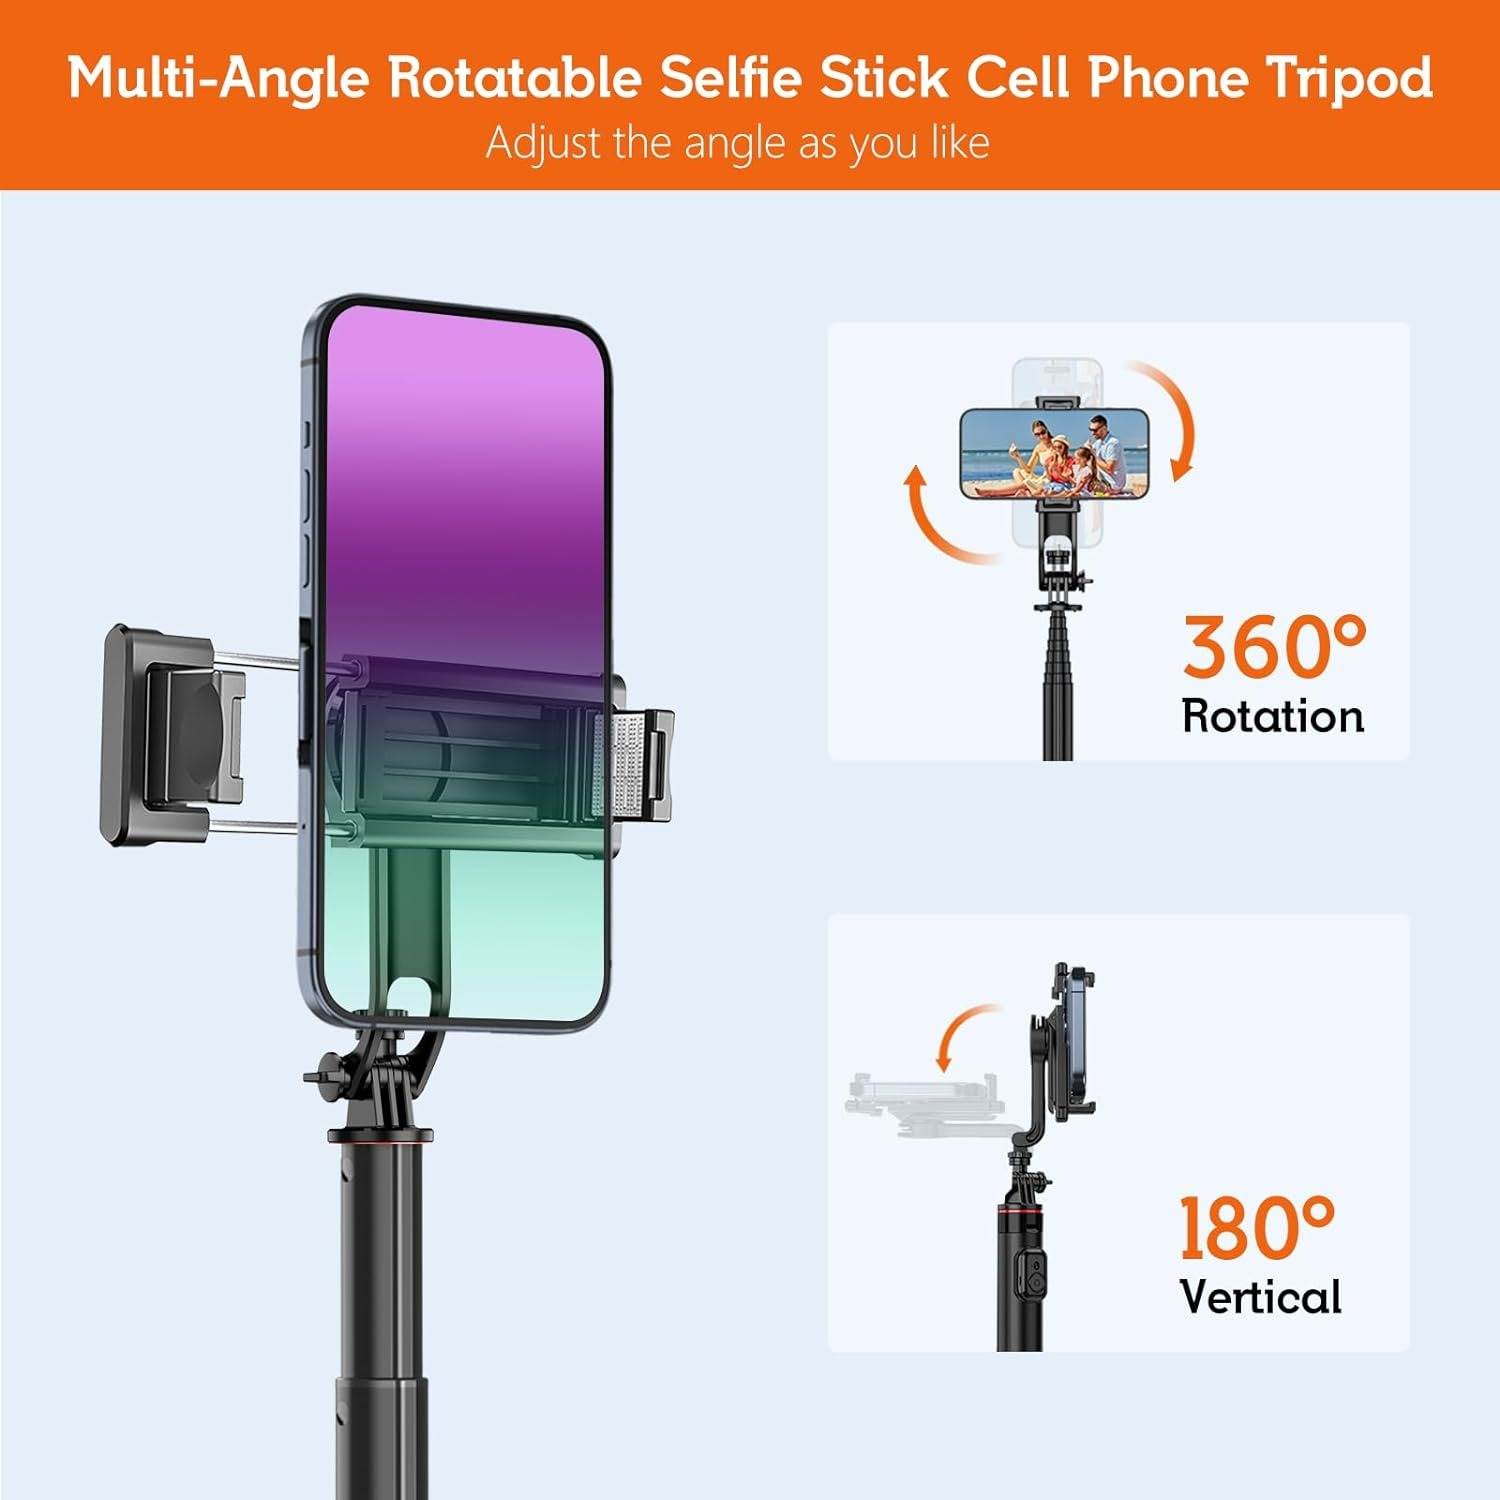 Multi-Angle Rotatable Selfie Stick Cell Phone Tripod
Adjust the angle as you like
360°
Rotation
180°
Vertical